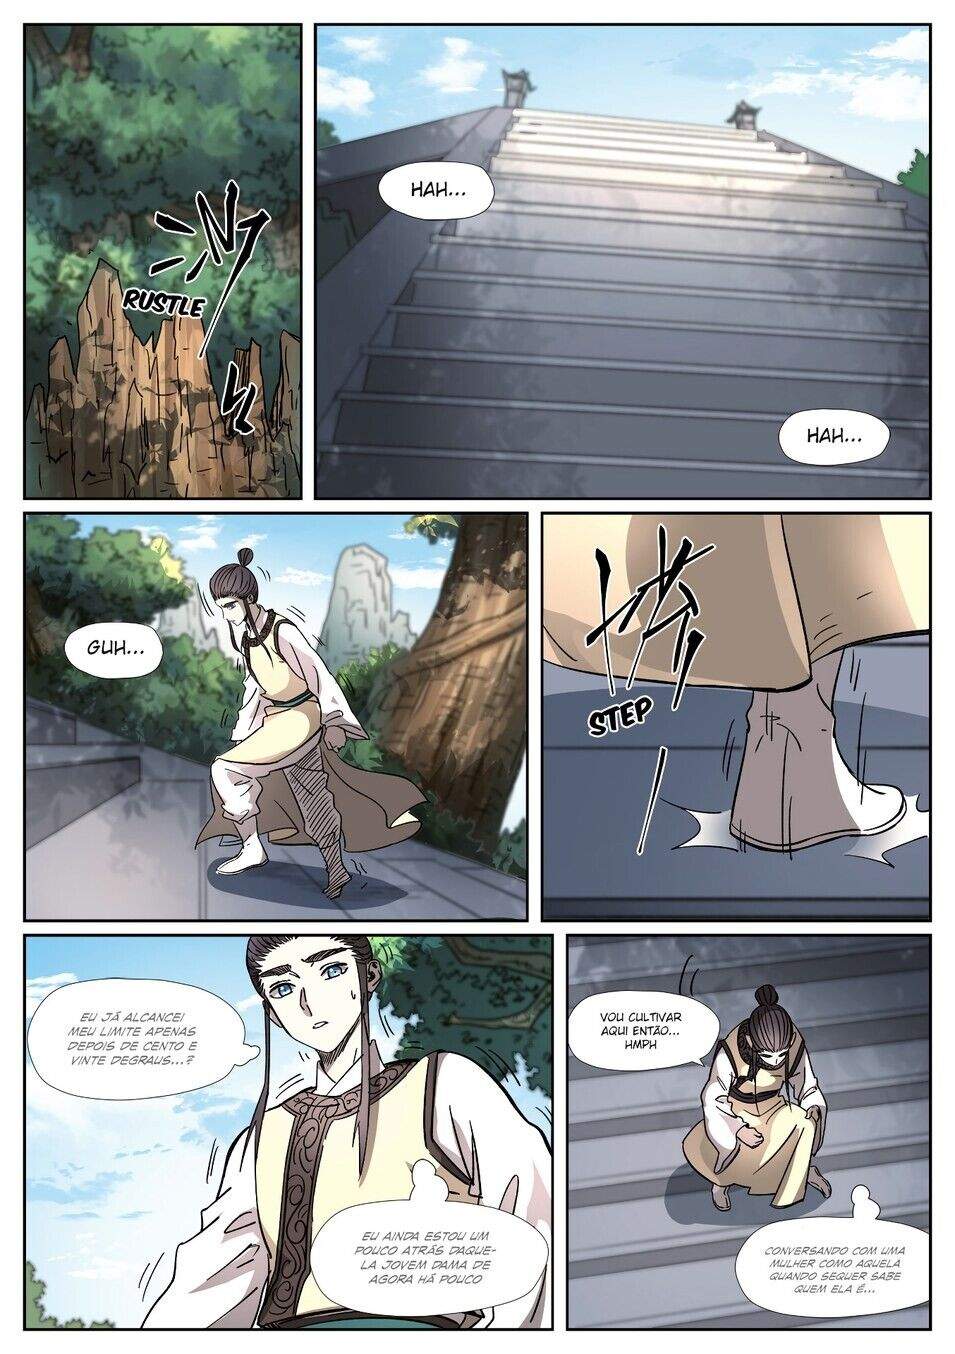 RUSTLE
HAH...
HAH...
GUH...
STEP
EU JÁ ALCANCEI
MEU LIMITE APENAS
DEPOIS DE CENTO E
VINTE DEGRAUS...?
EU AINDA ESTOU UM
POUCO ATRÁS DAQUE-
LA JOVEM DAMA DE
AGORA HÁ POUCO
VOU CULTIVAR
AQUI ENTÃO...
HMPH
CONVERSANDO COM UMA
MULHER COMO AQUELA
QUANDO SEQUER SABE
QUEM ELA É...